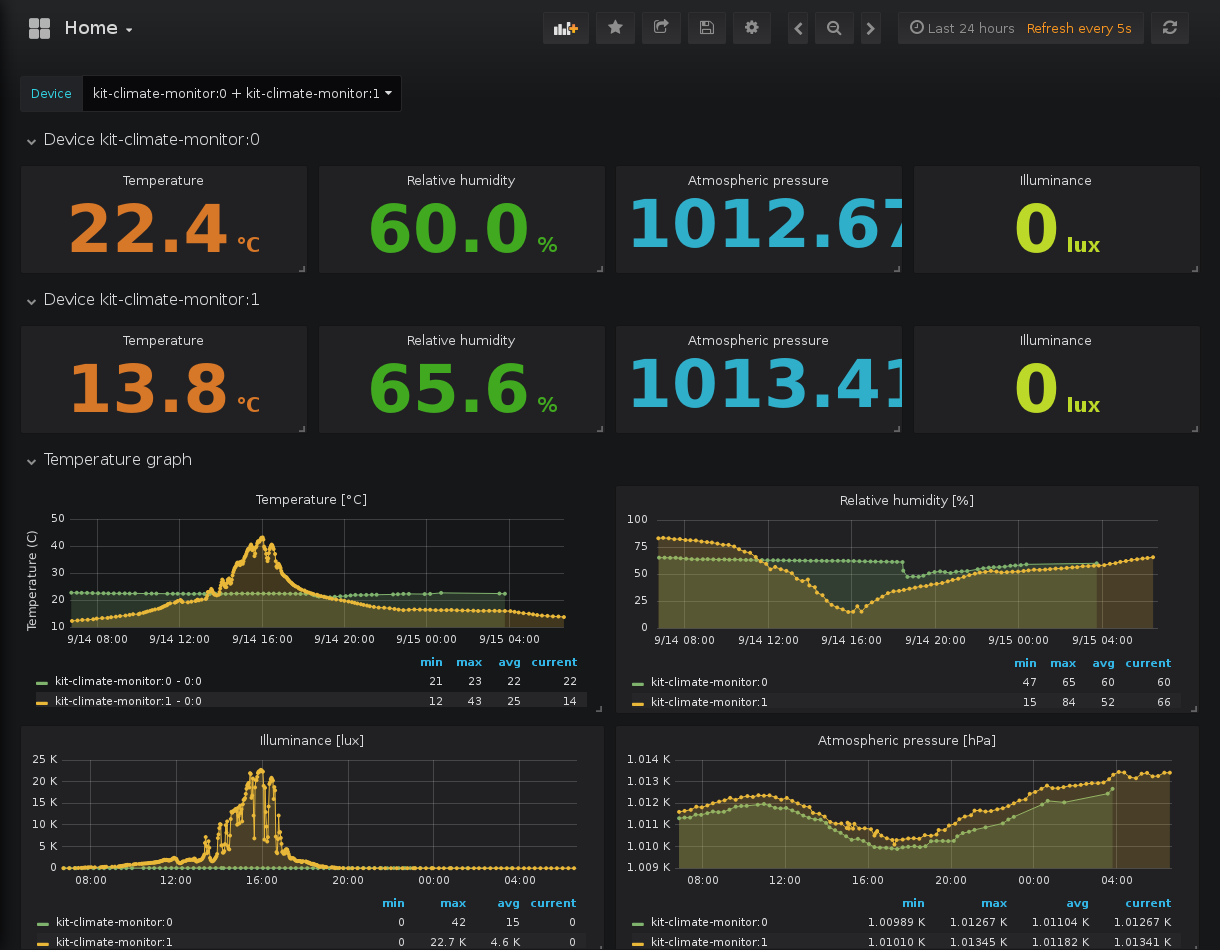 Home
Last 24 hours Refresh every 5s
Device kit-climate-monitor:0 + kit-climate-monitor:1
Device kit-climate-monitor:0
Temperature Relative humidity Atmospheric pressure Illuminance
22.4 °C 60.0 % 1012.67 0 lux
Device kit-climate-monitor:1
Temperature Relative humidity Atmospheric pressure Illuminance
13.8 °C 65.6 % 1013.41 0 lux
Temperature graph
Temperature [°C]
Temperature (C)
50
40
30
20
10
9/14 08:00 9/14 12:00 9/14 16:00 9/14 20:00 9/15 00:00 9/15 04:00
min max avg current
kit-climate-monitor:0 - 0:0 21 23 22 22
kit-climate-monitor:1 - 0:0 12 43 25 14
Relative humidity [%]
100
75
50
25
0
9/14 08:00 9/14 12:00 9/14 16:00 9/14 20:00 9/15 00:00 9/15 04:00
min max avg current
kit-climate-monitor:0 47 65 60 60
kit-climate-monitor:1 15 84 52 66
Illuminance [lux]
25 K
20 K
15 K
10 K
5 K
0
08:00 12:00 16:00 20:00 00:00 04:00
min max avg current
kit-climate-monitor:0 0 42 15 0
kit-climate-monitor:1 0 22.7 K 4.6 K 0
Atmospheric pressure [hPa]
1.014 K
1.013 K
1.012 K
1.011 K
1.010 K
1.009 K
08:00 12:00 16:00 20:00 00:00 04:00
min max avg current
kit-climate-monitor:0 1.00989 K 1.01267 K 1.01104 K 1.01267 K
kit-climate-monitor:1 1.01010 K 1.01345 K 1.01182 K 1.01341 K